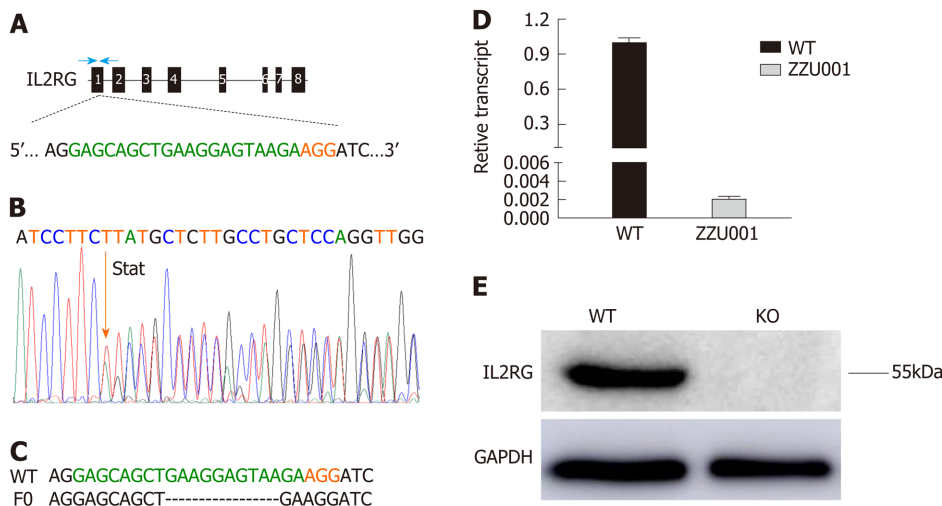 A
IL2RG
1 2 3 4 5 6 7 8
5'... AGGAGCAGCTGAAGGAGTAAGAAGGATC...3'
B
ATCCTTCTTATGCTCTTGCCTGCTCCAGGTTGG
Stat
C
WT AGGAGCAGCTGAAGGAGTAAGAAGGATC
F0 AGGAGCAGCT----------------GAAGGATC
D
Retive transcript
1.2
0.9
0.6
0.3
0.006
0.004
0.002
0.000
WT
ZZU001
WT
ZZU001
E
WT KO
IL2RG
55kDa
GAPDH